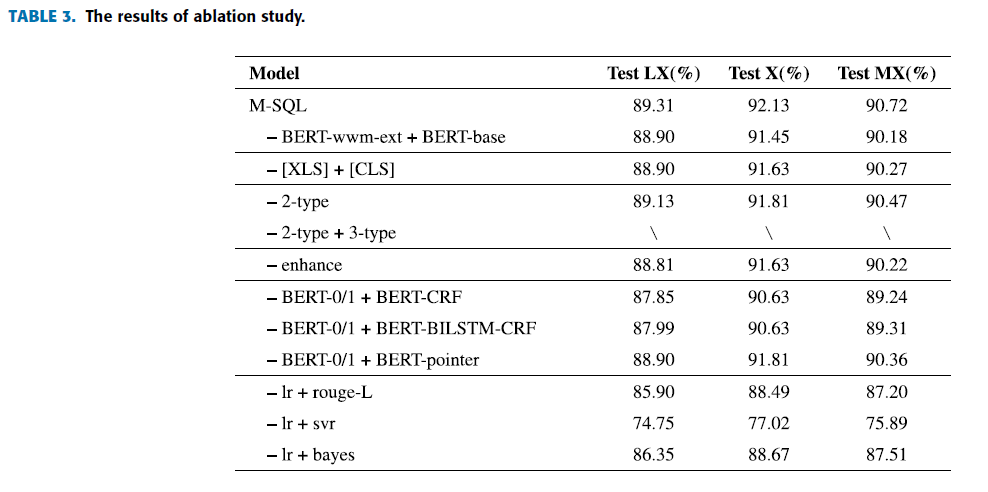 TABLE 3. The results of ablation study.
Model Test LX(%) Test X(%) Test MX(%)
M-SQL 89.31 92.13 90.72
– BERT-wwm-ext + BERT-base 88.90 91.45 90.18
– [XLS] + [CLS] 88.90 91.63 90.27
– 2-type 89.13 91.81 90.47
– 2-type + 3-type \ \ \
– enhance 88.81 91.63 90.22
– BERT-0/1 + BERT-CRF 87.85 90.63 89.24
– BERT-0/1 + BERT-BILSTM-CRF 87.99 90.63 89.31
– BERT-0/1 + BERT-pointer 88.90 91.81 90.36
– lr + rouge-L 85.90 88.49 87.20
– lr + svr 74.75 77.02 75.89
– lr + bayes 86.35 88.67 87.51